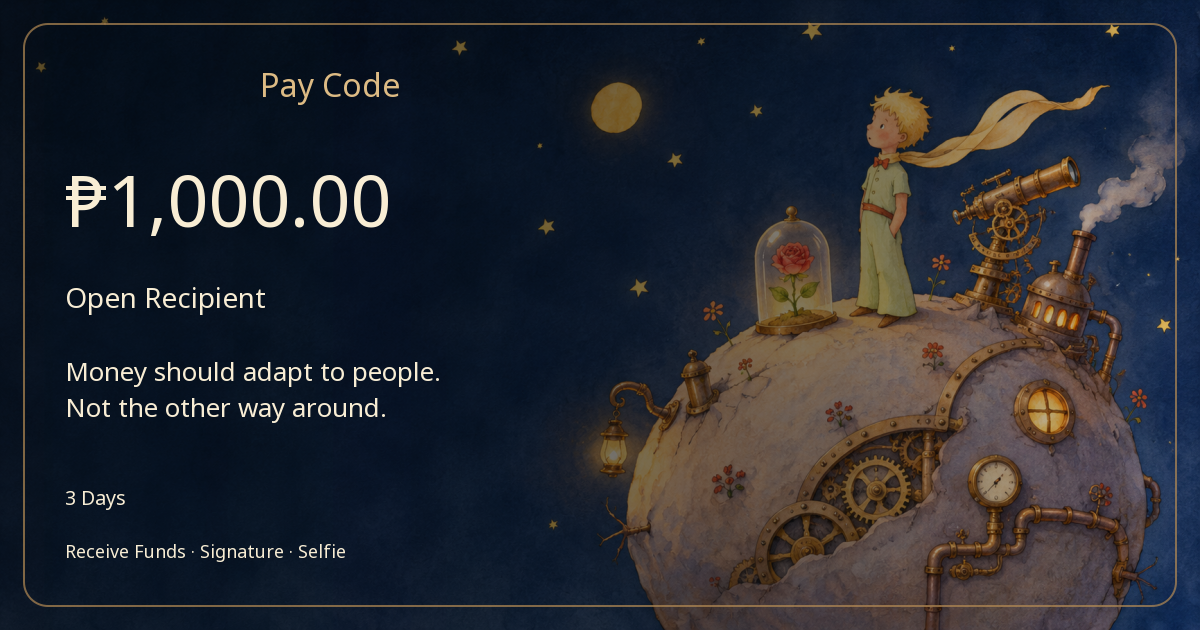 Pay Code
₱1,000.00
Open Recipient
Money should adapt to people.
Not the other way around.
3 Days
Receive Funds · Signature · Selfie